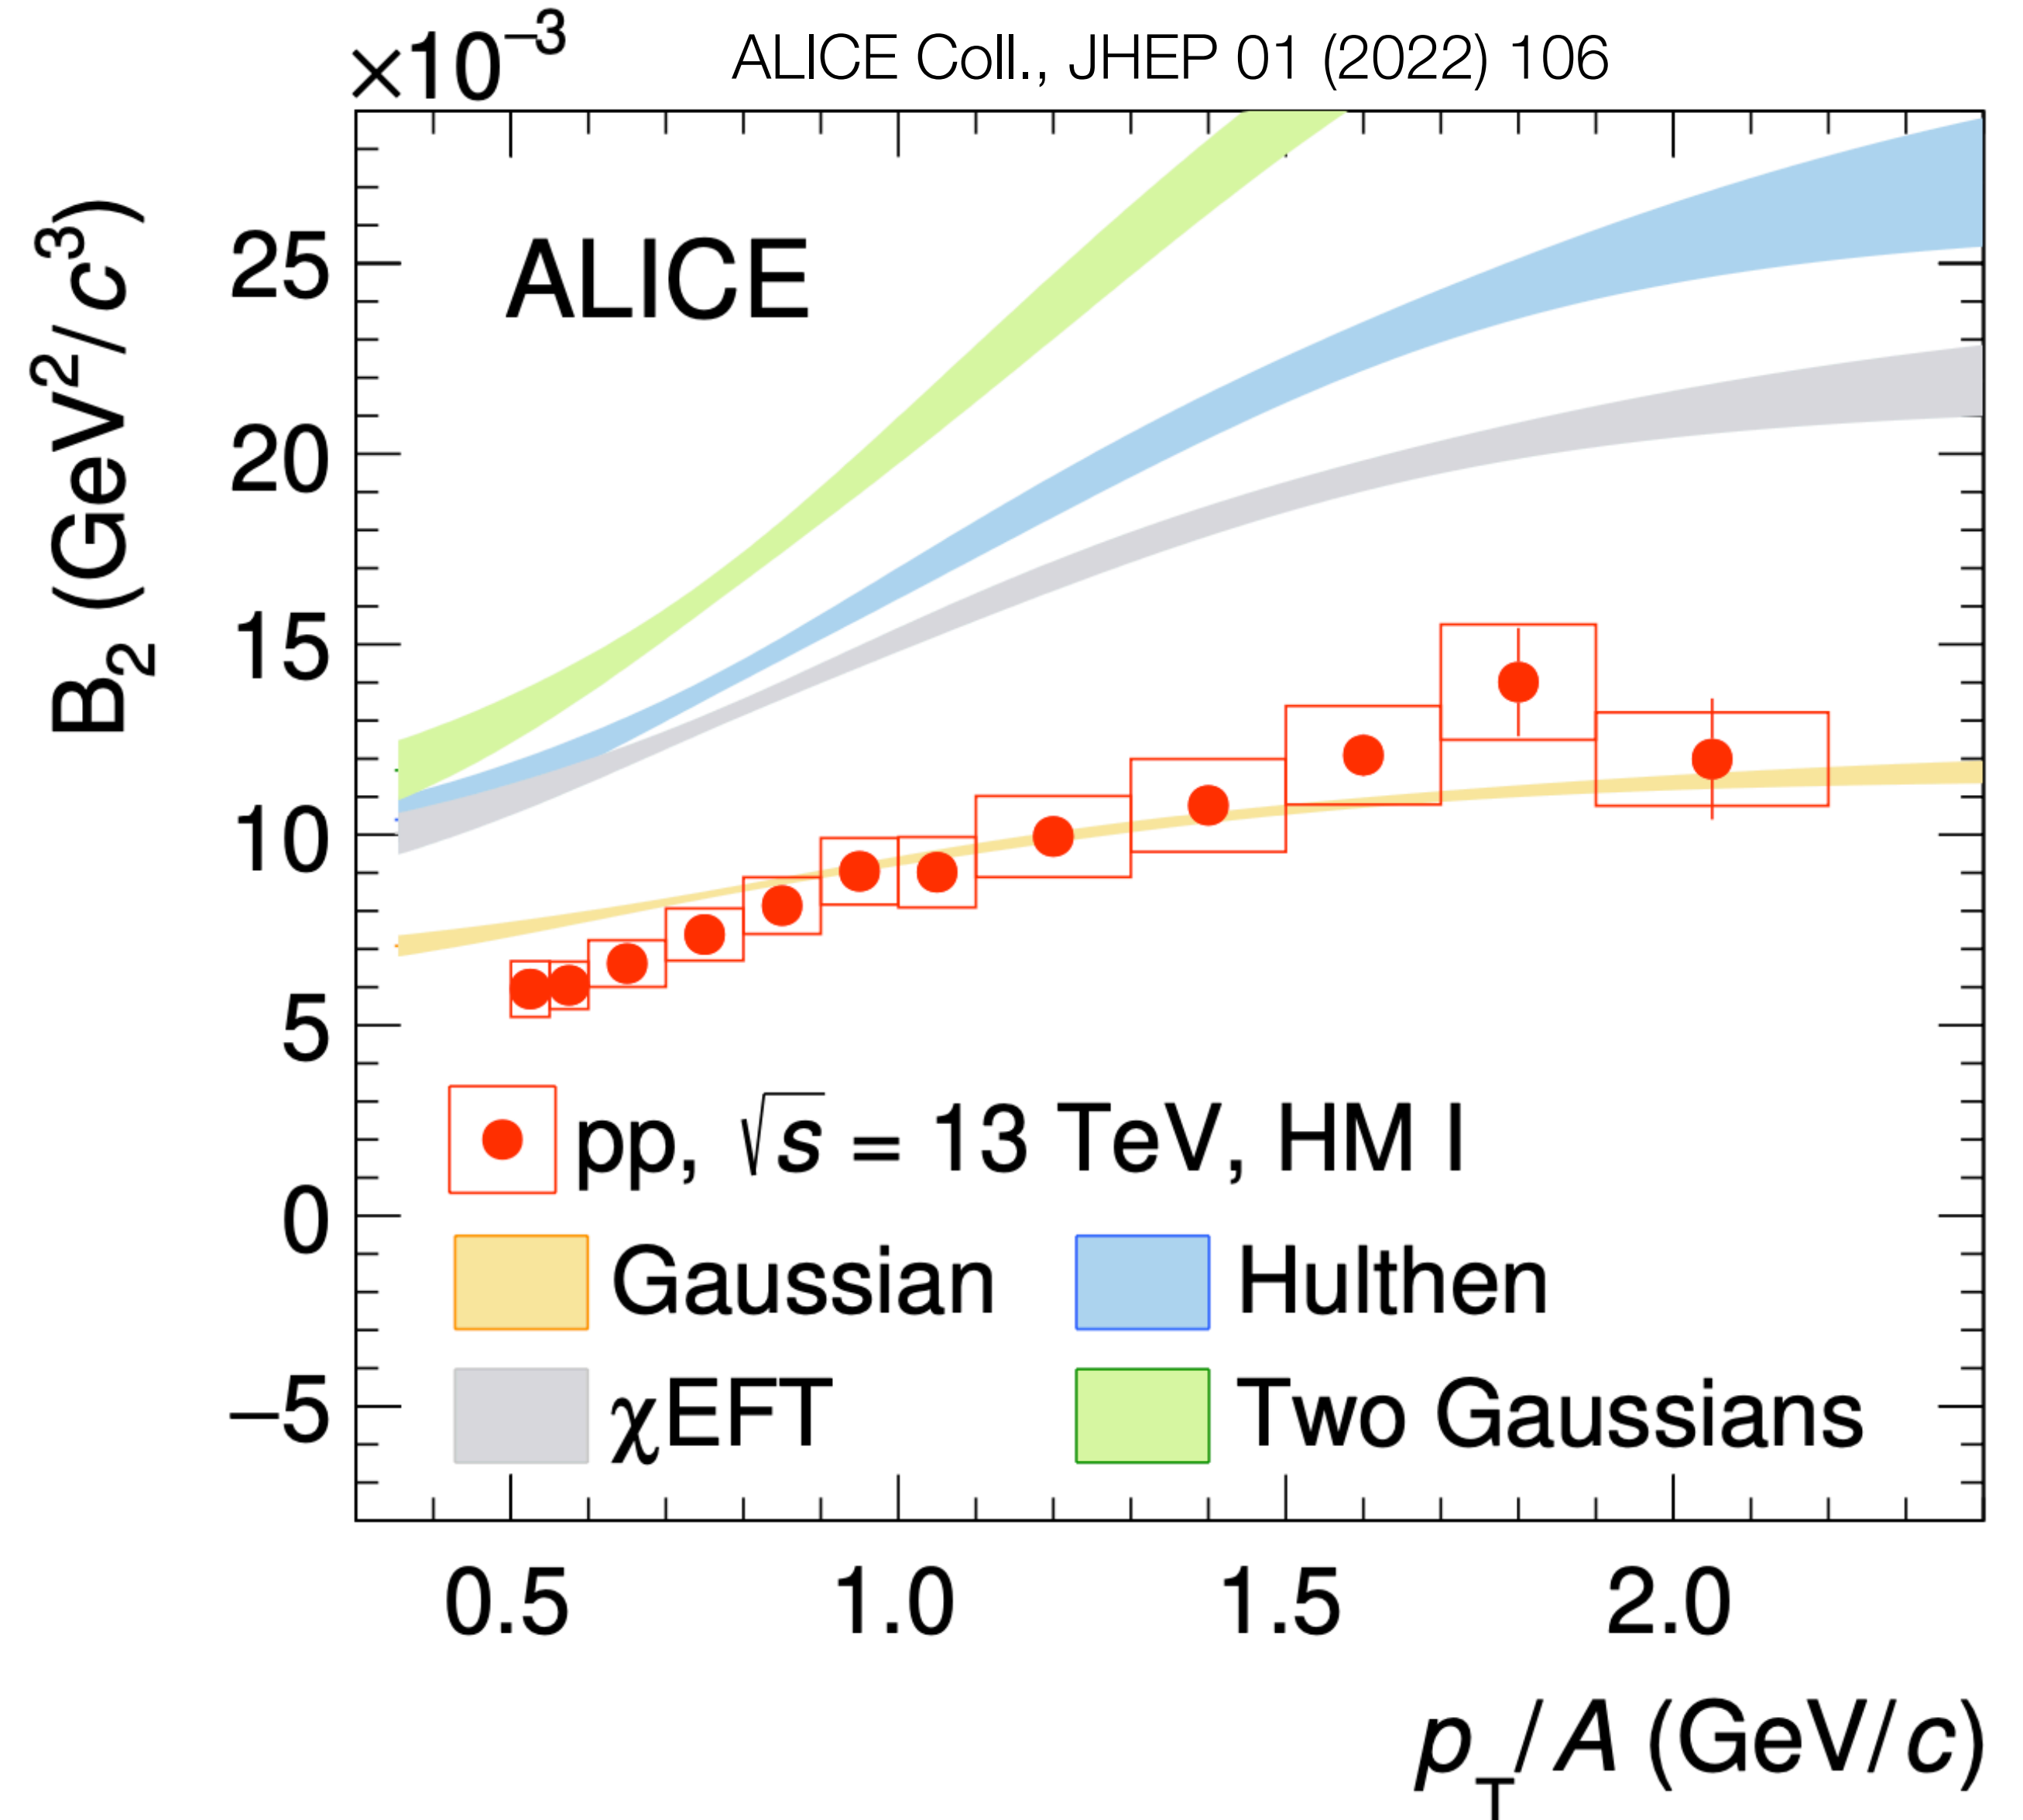 ×10⁻³
ALICE Coll., JHEP 01 (2022) 106
B₂ (GeV²/c³)
ALICE
25
20
15
10
5
0
−5
pp, √s = 13 TeV, HM I
Gaussian
Hulthen
χEFT
Two Gaussians
0.5 1.0 1.5 2.0
p_T/A (GeV/c)